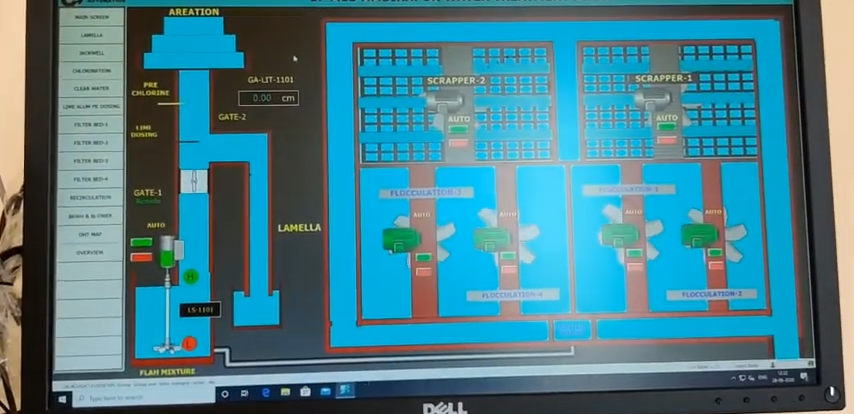 MAIN SCREEN
LAMELLA
JACKWELL
CHLORINATION
CLEAR WATER
LIME ALUM PE DOSING
FILTER BED-1
FILTER BED-2
FILTER BED-3
FILTER BED-4
RECIRCULATION
OHT MAP
OVERVIEW
AREATION
PRE
CHLORINE
LIME
DOSING
GA-LIT-1101
0.00 cm
GATE-2
GATE-1
Remote
AUTO
LAMELLA
H
LS-1101
L
FLAH MIXTURE
SCRAPPER-2
AUTO
SCRAPPER-1
AUTO
FLOCCULATION-3
AUTO
AUTO
FLOCCULATION-4
FLOCCULATION-1
AUTO
AUTO
FLOCCULATION-2
Type here to search
ENG
DELL